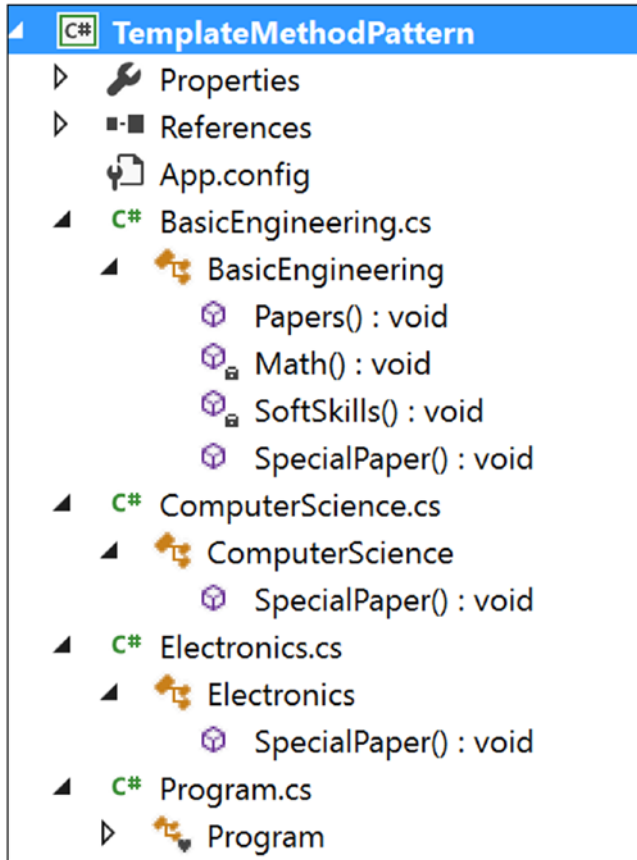 C# TemplateMethodPattern
Properties
References
App.config
C# BasicEngineering.cs
BasicEngineering
Papers() : void
Math() : void
SoftSkills() : void
SpecialPaper() : void
C# ComputerScience.cs
ComputerScience
SpecialPaper() : void
C# Electronics.cs
Electronics
SpecialPaper() : void
C# Program.cs
Program